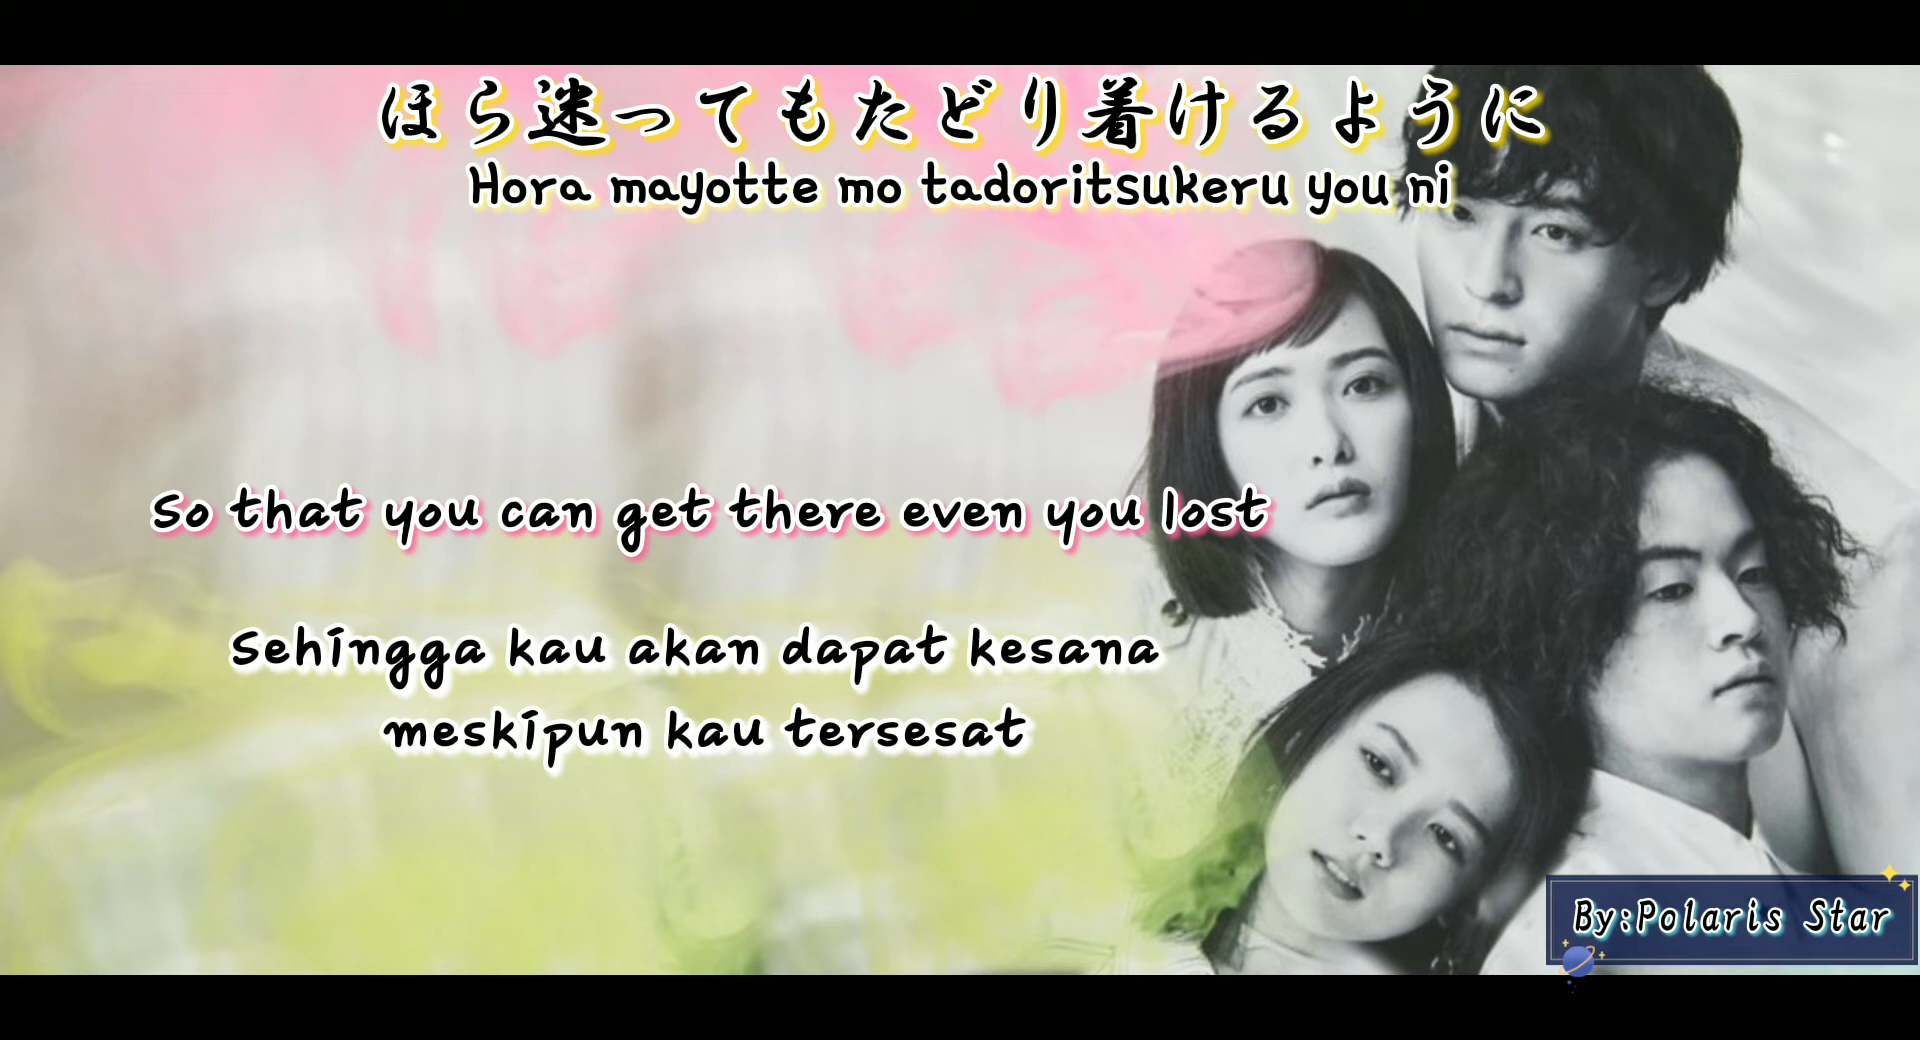 ほら迷ってもたどり着けるように
Hora mayotte mo tadoritsukeru you ni
So that you can get there even you lost
Sehingga kau akan dapat kesana
meskipun kau tersesat
By:Polaris Star